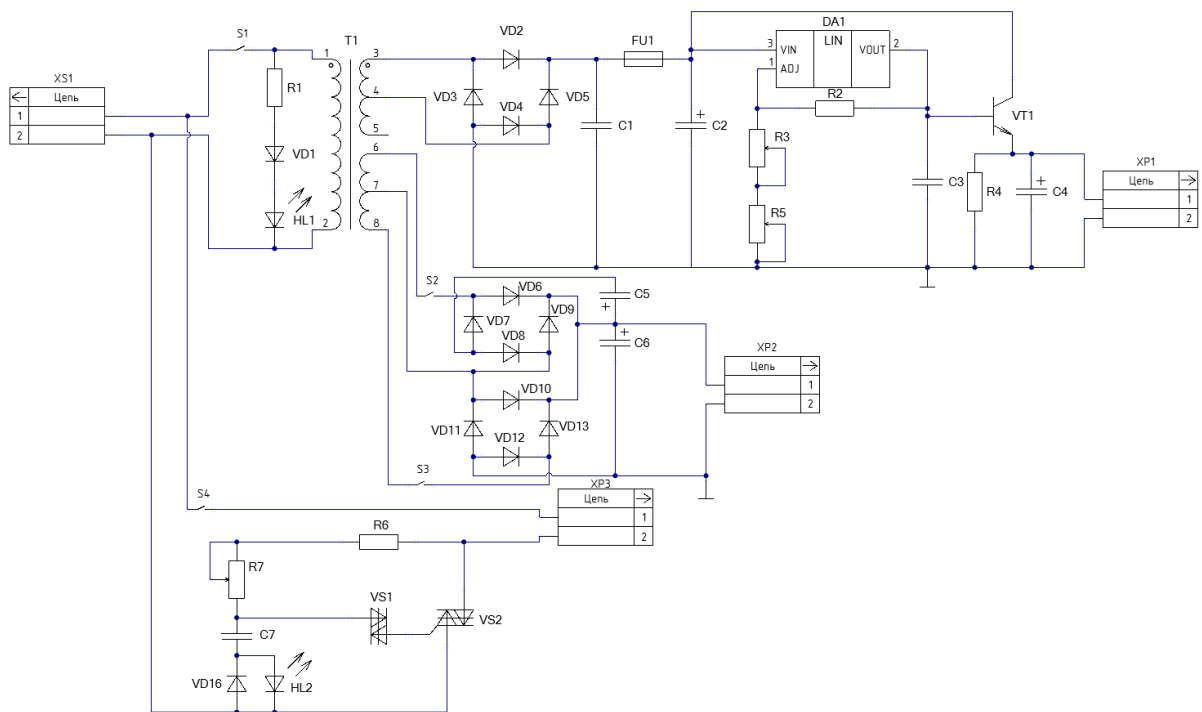 S1
T1
VD2
FU1
DA1
3 VIN LIN VOUT 2
1 ADJ
XS1
← Цепь
1
2
R1
1
3
VD3
VD4
VD5
4
5
C1
C2
R2
VT1
VD1
6
R3
7
C3
R4
C4
XP1
Цепь →
1
2
HL1
2
8
R5
S2
VD6
C5
VD7
VD9
VD8
C6
XP2
Цепь →
1
2
VD10
VD11
VD12
VD13
S3
XP3
S4
Цепь →
1
2
R6
R7
VS1
VS2
C7
VD16
HL2